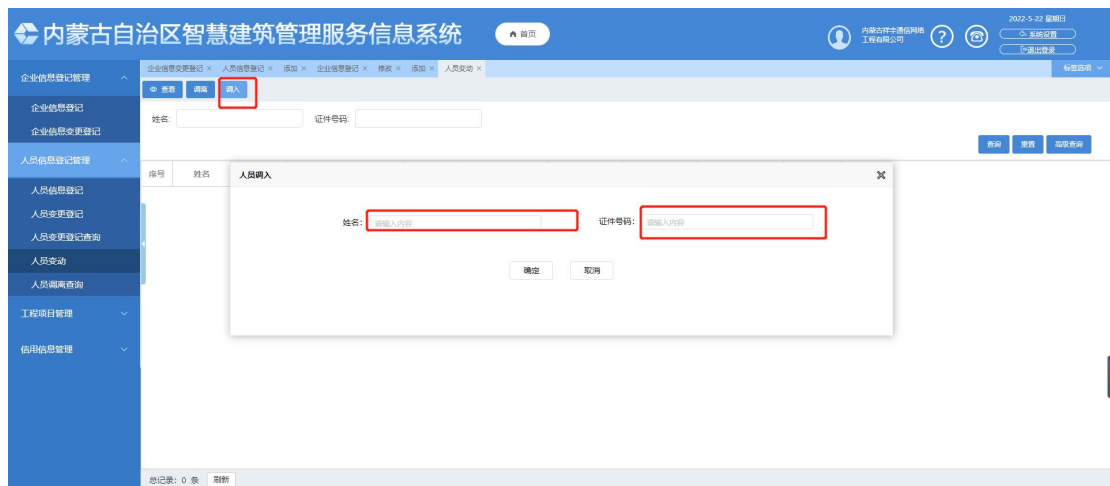 内蒙古自治区智慧建筑管理服务信息系统
首页
内蒙古祥宇通信网络
工程有限公司
?
2022-5-22 星期日
系统设置
退出登录
企业信息登记管理
企业信息登记
企业信息变更登记
人员信息登记管理
人员信息登记
人员变更登记
人员变更登记查询
人员变动
人员调离查询
工程项目管理
信用信息管理
企业信息变更登记 × 人员信息登记 × 添加 × 企业信息登记 × 修改 × 添加 × 人员变动 ×
标签选项
查看 调离 调入
姓名: 证件号码:
查询 重置 高级查询
序号 姓名
人员调入
姓名: 请输入内容 证件号码: 请输入内容
确定 取消
总记录: 0 条 刷新